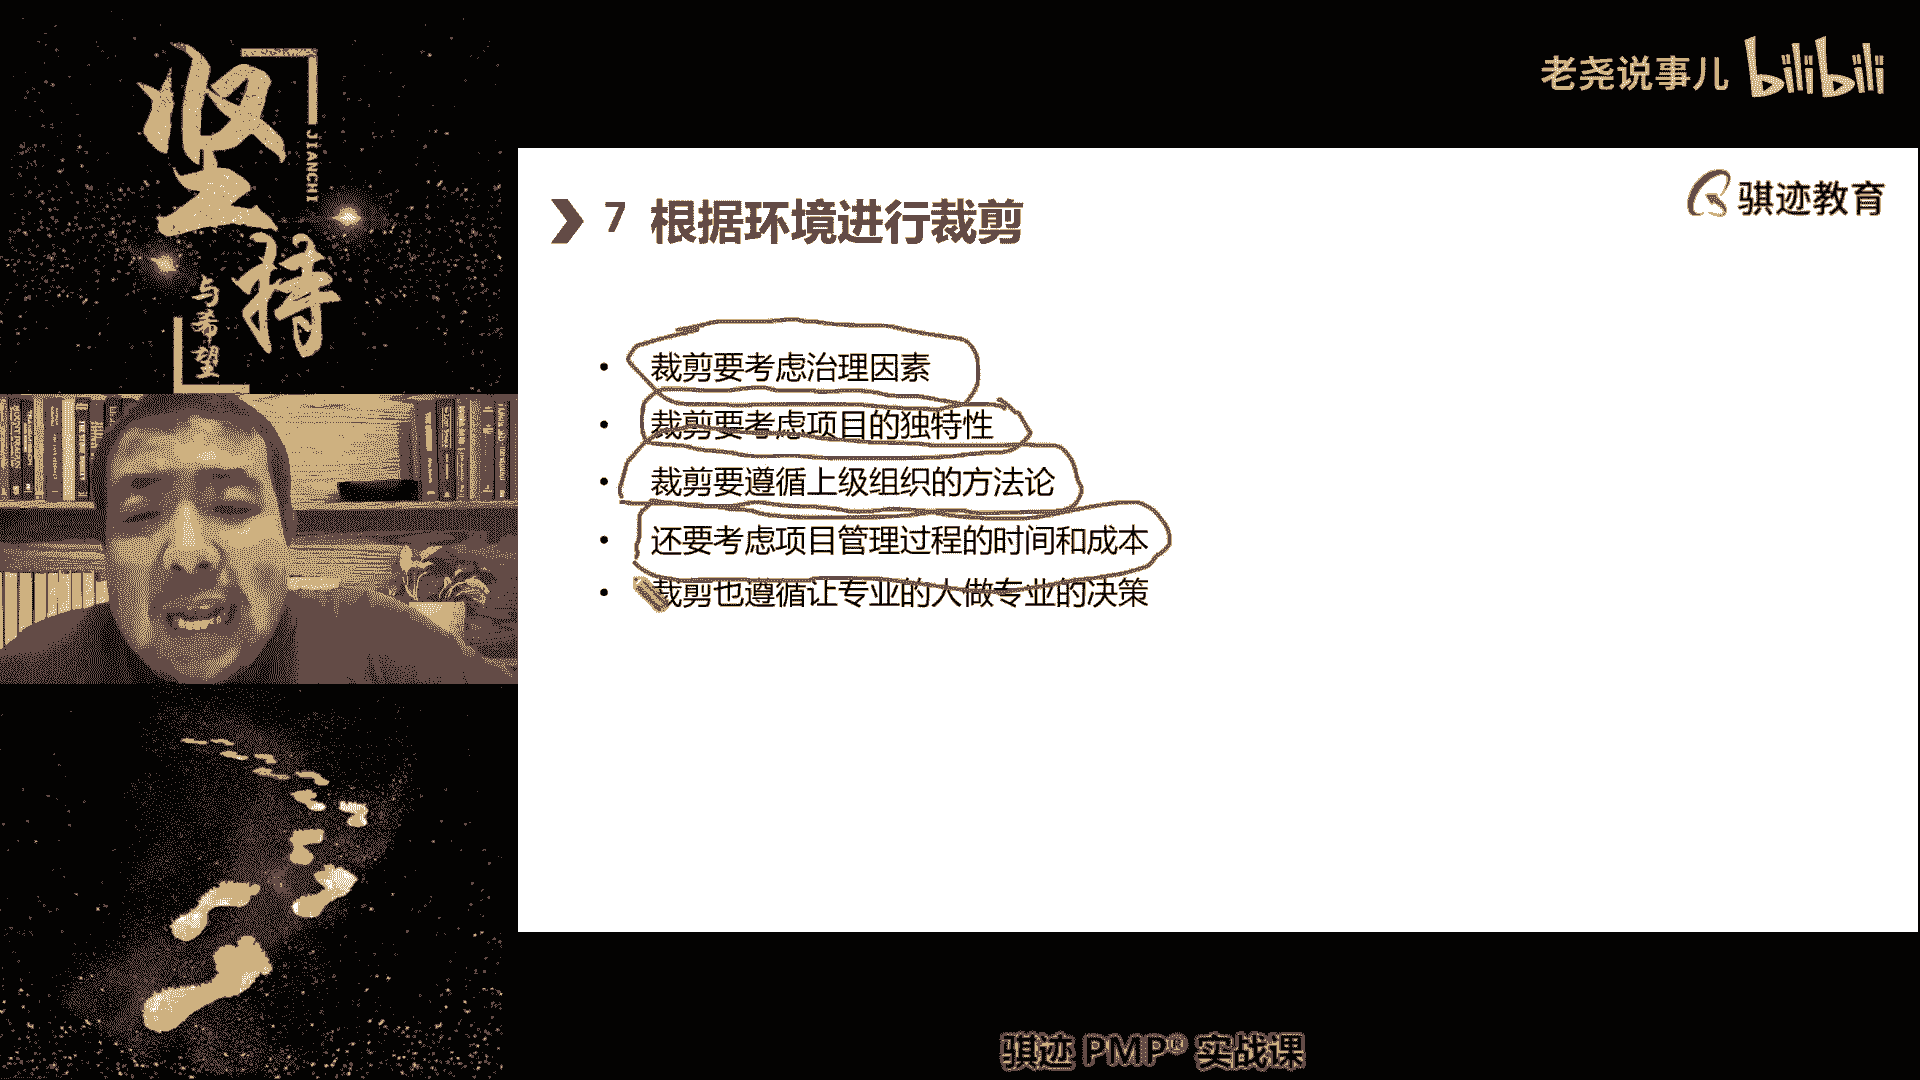 坚持
JIANCHI
与希望
老尧说事儿 bilibili
骐迹教育
7 根据环境进行裁剪
• 裁剪要考虑治理因素
• 裁剪要考虑项目的独特性
• 裁剪要遵循上级组织的方法论
• 还要考虑项目管理过程的时间和成本
• 裁剪也遵循让专业的人做专业的决策
骐迹 PMP® 实战课